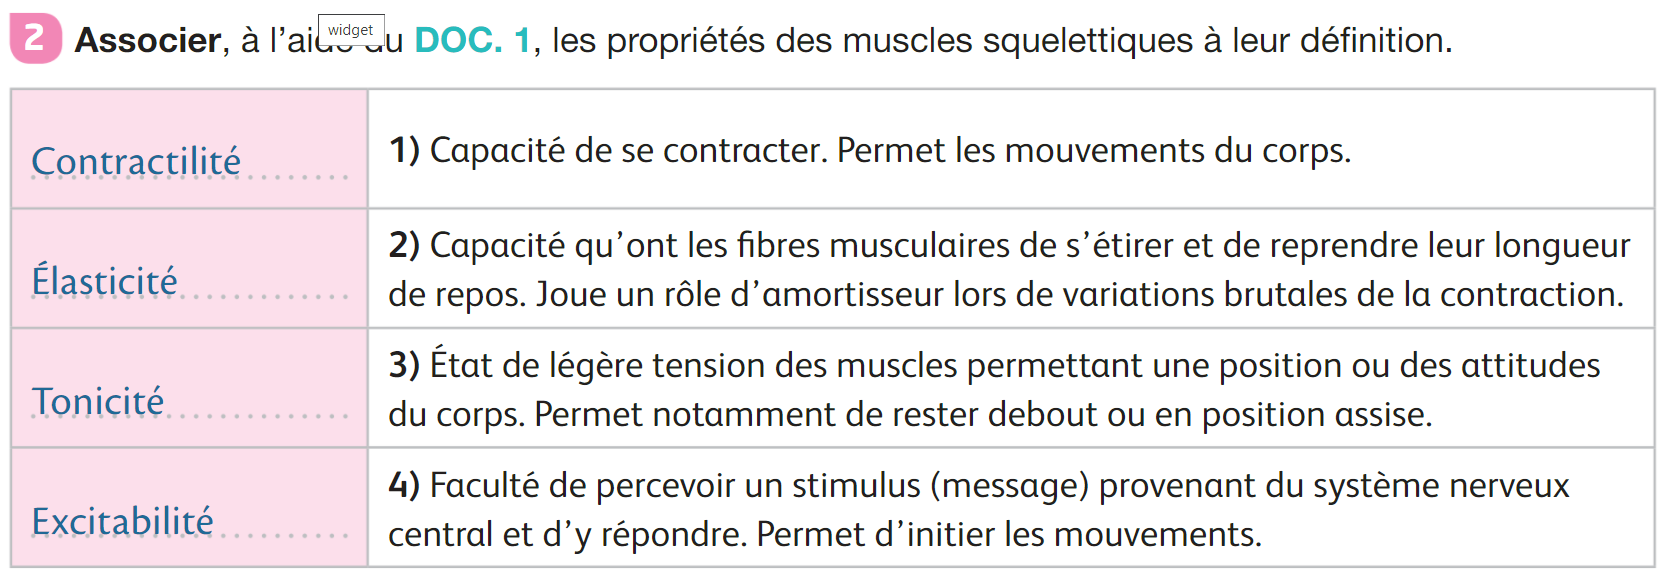 2 Associer, à l'aide du DOC. 1, les propriétés des muscles squelettiques à leur définition.
widget
Contractilité
1) Capacité de se contracter. Permet les mouvements du corps.
Élasticité
2) Capacité qu'ont les fibres musculaires de s'étirer et de reprendre leur longueur
de repos. Joue un rôle d'amortisseur lors de variations brutales de la contraction.
Tonicité
3) État de légère tension des muscles permettant une position ou des attitudes
du corps. Permet notamment de rester debout ou en position assise.
Excitabilité
4) Faculté de percevoir un stimulus (message) provenant du système nerveux
central et d'y répondre. Permet d'initier les mouvements.